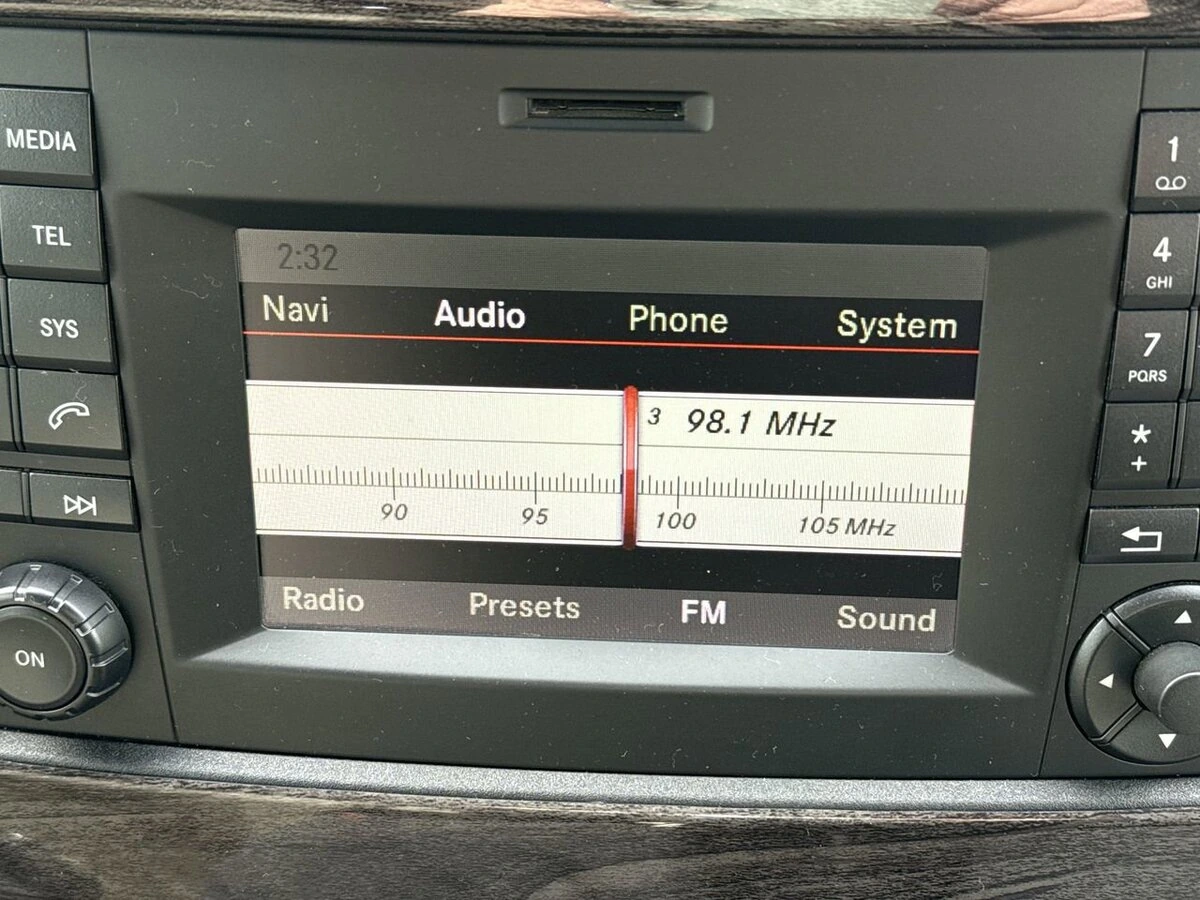 MEDIA
TEL
SYS
ON
2:32
Navi Audio Phone System
3 98.1 MHz
90 95 100 105 MHz
Radio Presets FM Sound
1
4
GHI
7
PQRS
*
+